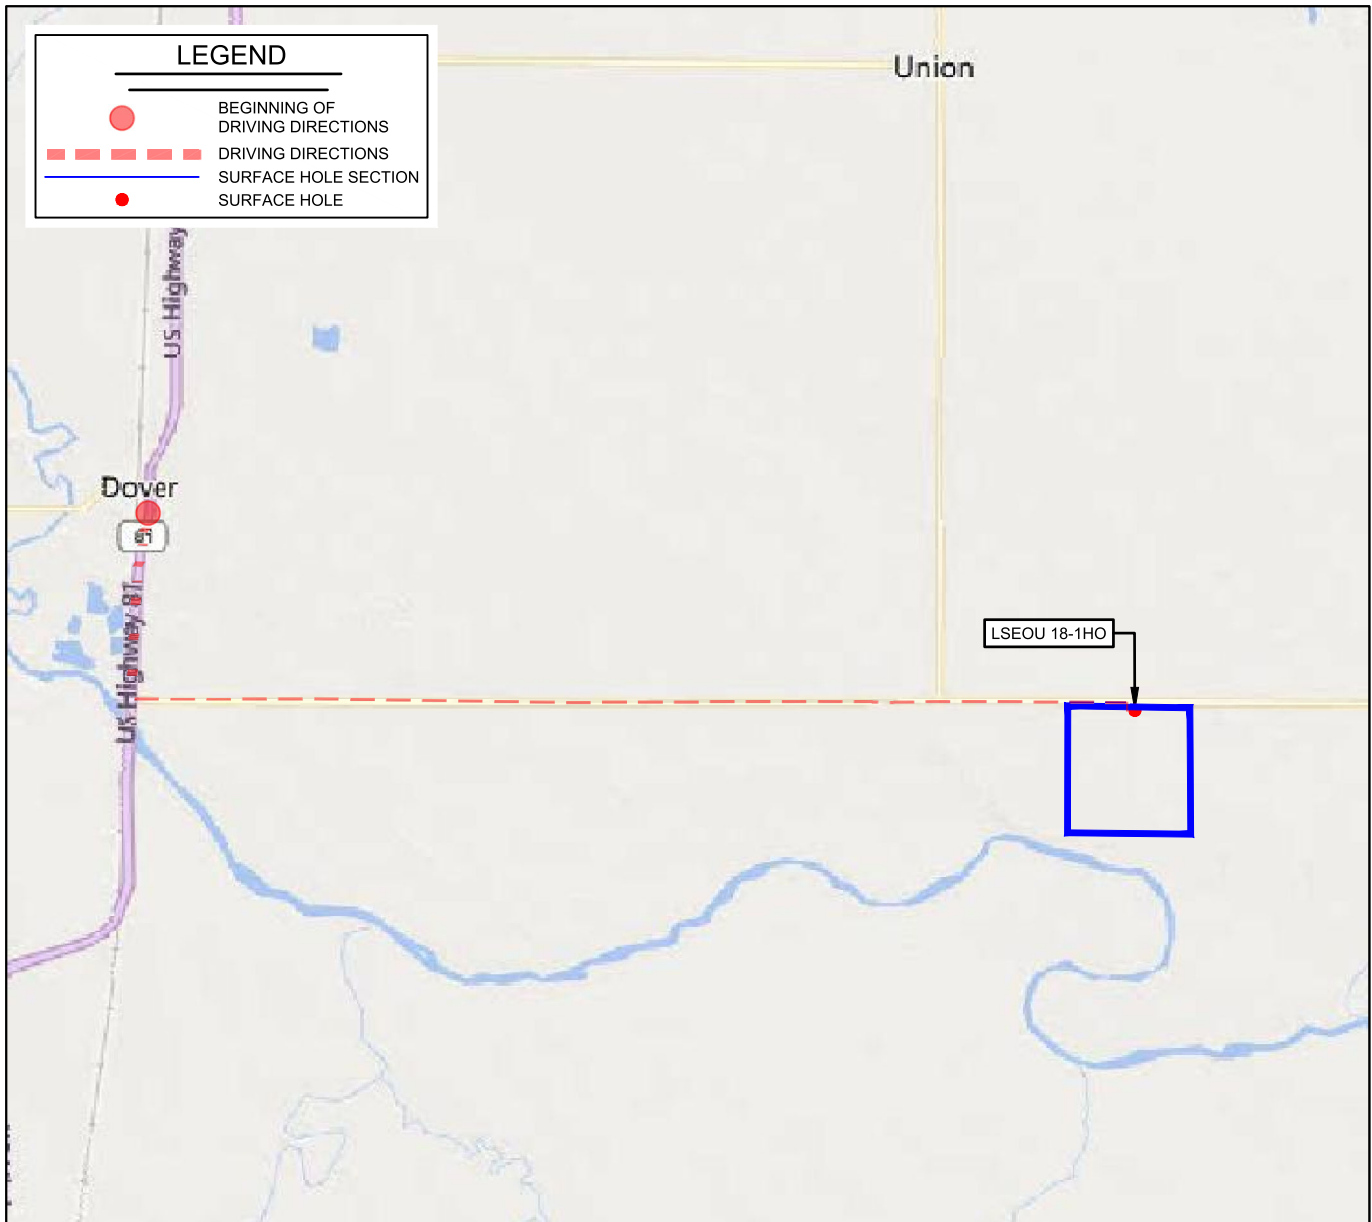 LEGEND
BEGINNING OF
DRIVING DIRECTIONS
DRIVING DIRECTIONS
SURFACE HOLE SECTION
SURFACE HOLE
Union
US Highway
Dover
81
US Highway 81
LSEOU 18-1HO